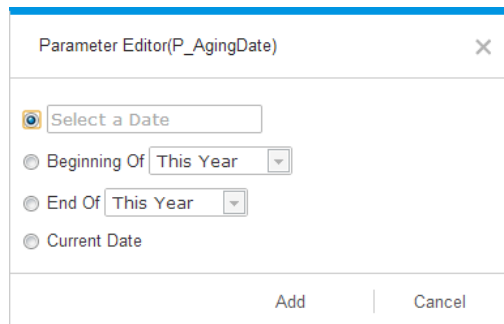 Parameter Editor(P_AgingDate)
Select a Date
Beginning Of This Year
End Of This Year
Current Date
Add Cancel